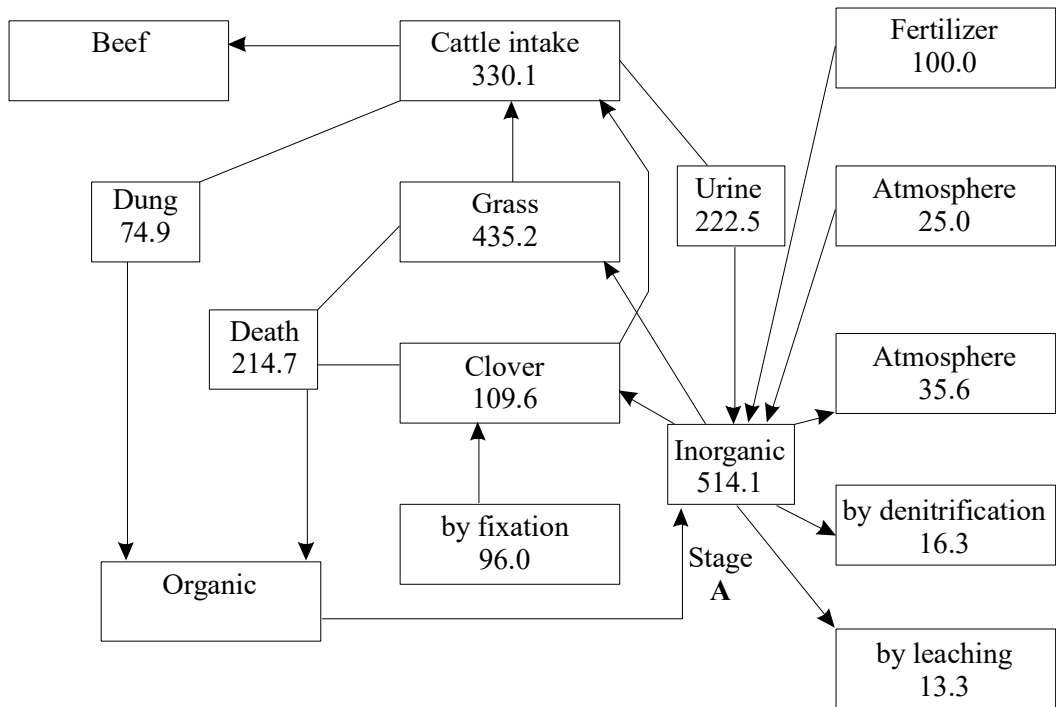 Beef
Cattle intake
330.1
Fertilizer
100.0
Dung
74.9
Grass
435.2
Urine
222.5
Atmosphere
25.0
Death
214.7
Clover
109.6
Atmosphere
35.6
Inorganic
514.1
by fixation
96.0
by denitrification
16.3
Organic
Stage
A
by leaching
13.3